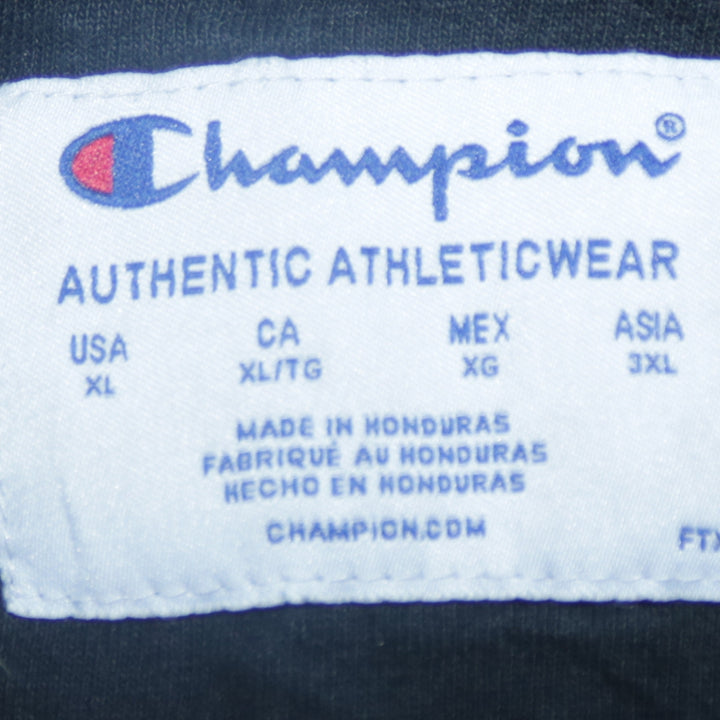 Champion®
AUTHENTIC ATHLETICWEAR
USA CA MEX ASIA
XL XL/TG XG 3XL
MADE IN HONDURAS
FABRIQUÉ AU HONDURAS
HECHO EN HONDURAS
CHAMPION.COM